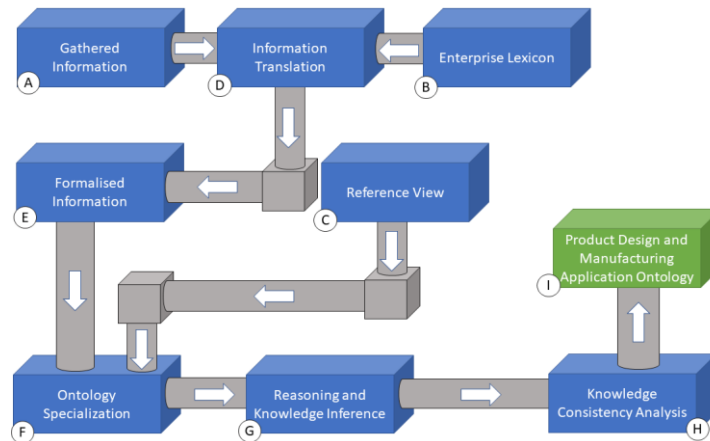 Gathered
Information
A
Information
Translation
D
Enterprise Lexicon
B
Formalised
Information
E
Reference View
C
Product Design and
Manufacturing
Application Ontology
I
Ontology
Specialization
F
Reasoning and
Knowledge Inference
G
Knowledge
Consistency Analysis
H